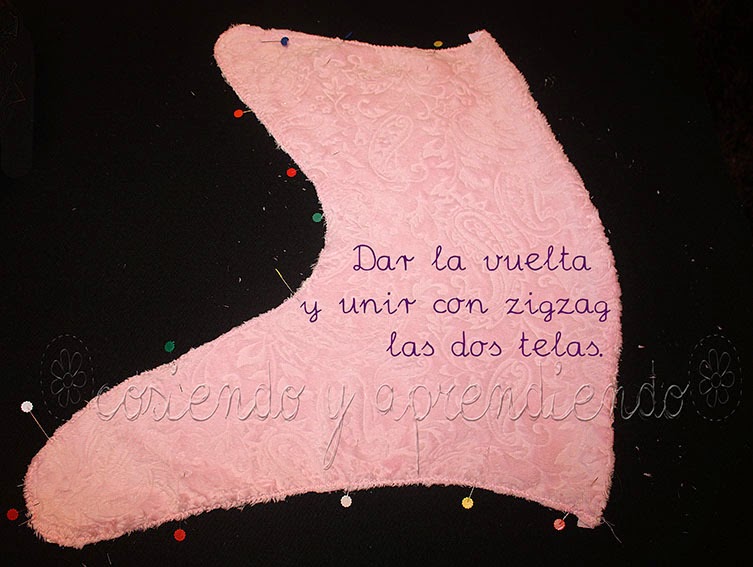 Dar la vuelta
y unir con zigzag
las dos telas.
cosiendo y aprendiendo